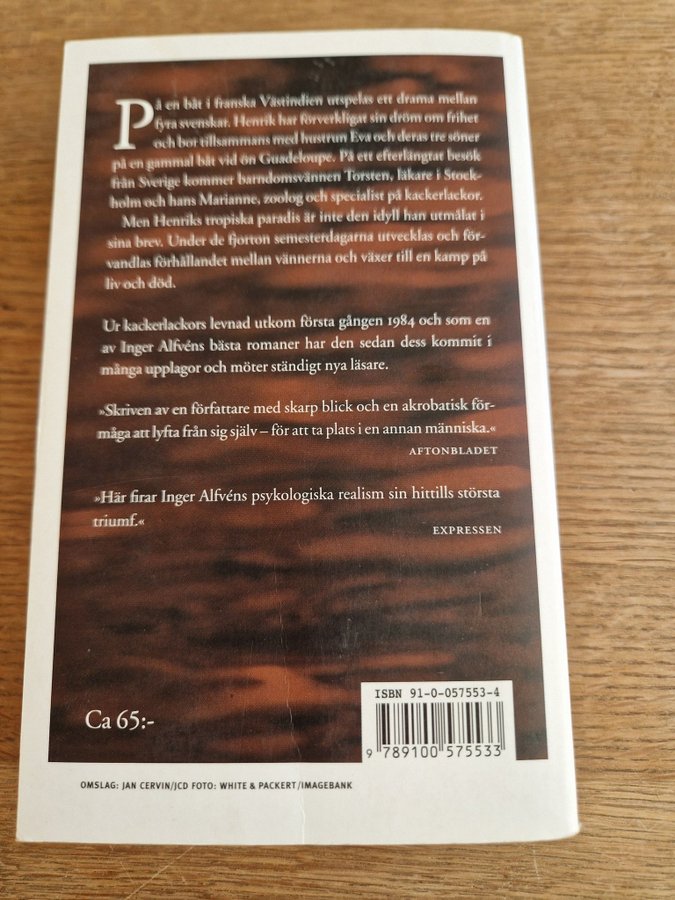 På en båt i franska Västindien utspelas ett drama mellan
fyra svenskar. Henrik har förverkligat sin dröm om frihet
och bor tillsammans med hustrun Eva och deras tre söner
på en gammal båt vid ön Guadeloupe. På ett efterlängtat besök
från Sverige kommer barndomsvännen Torsten, läkare i Stock-
holm och hans Marianne, zoolog och specialist på kackerlackor.
Men Henriks tropiska paradis är inte den idyll han utmålat i
sina brev. Under de fjorton semesterdagarna utvecklas och för-
vandlas förhållandet mellan vännerna och växer till en kamp på
liv och död.
Ur kackerlackors levnad utkom första gången 1984 och som en
av Inger Alfvéns bästa romaner har den sedan dess kommit i
många upplagor och möter ständigt nya läsare.
»Skriven av en författare med skarp blick och en akrobatisk för-
måga att lyfta från sig själv – för att ta plats i en annan människa.«
AFTONBLADET
»Här firar Inger Alfvéns psykologiska realism sin hittills största
triumf.«
EXPRESSEN
Ca 65:-
ISBN 91-0-057553-4
9 789100 575533
OMSLAG: JAN CERVIN/JCD FOTO: WHITE & PACKERT/IMAGEBANK